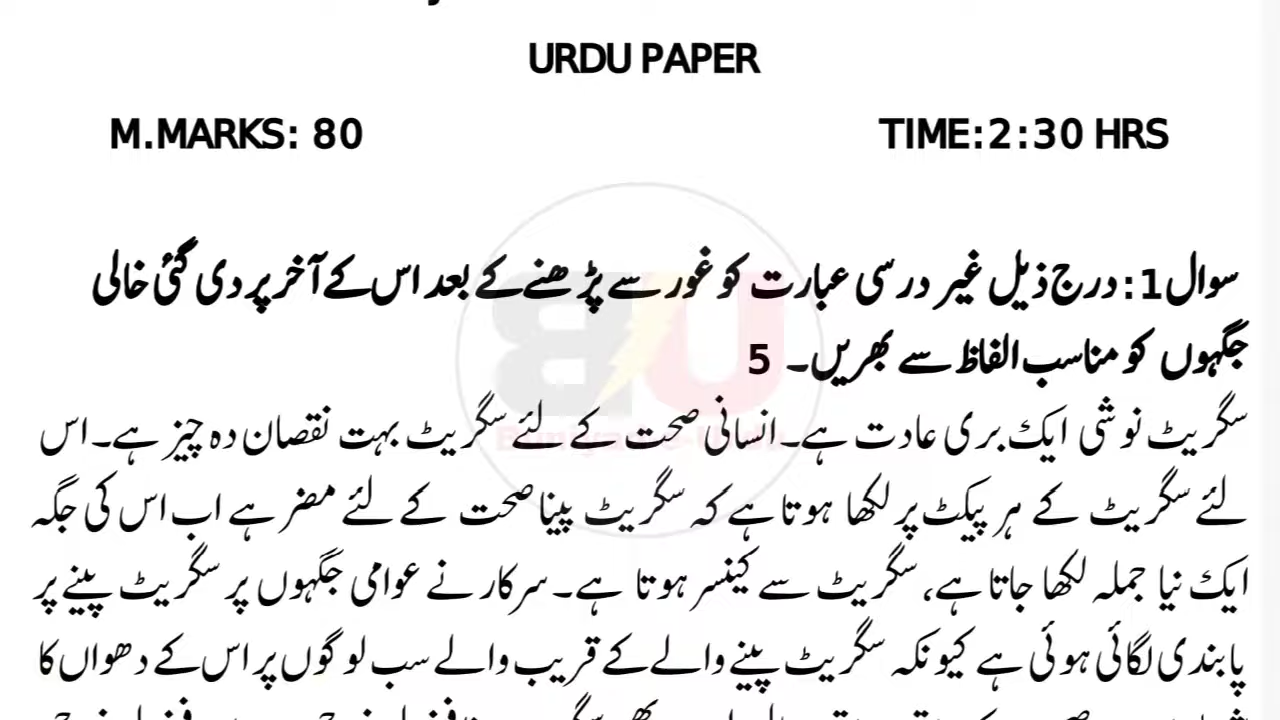 URDU PAPER
M.MARKS: 80 TIME:2:30 HRS
سوال1: درج ذیل غیر درسی عبارت کو غور سے پڑھنے کے بعد اس کے آخر پر دی گئی خالی
جگہوں کو مناسب الفاظ سے بھریں۔ 5
سگریٹ نوشی ایک بری عادت ہے۔انسانی صحت کے لئے سگریٹ بہت نقصان دہ چیز ہے۔اس
لئے سگریٹ کے ہر پیکٹ پر لکھا ہوتا ہے کہ سگریٹ پینا صحت کے لئے مضر ہے اب اس کی جگہ
ایک نیا جملہ لکھا جاتا ہے، سگریٹ سے کینسر ہوتا ہے۔سرکار نے عوامی جگہوں پر سگریٹ پینے پر
پابندی لگائی ہوئی ہے کیونکہ سگریٹ پینے والے کے قریب والے سب لوگوں پر اس کے دھواں کا